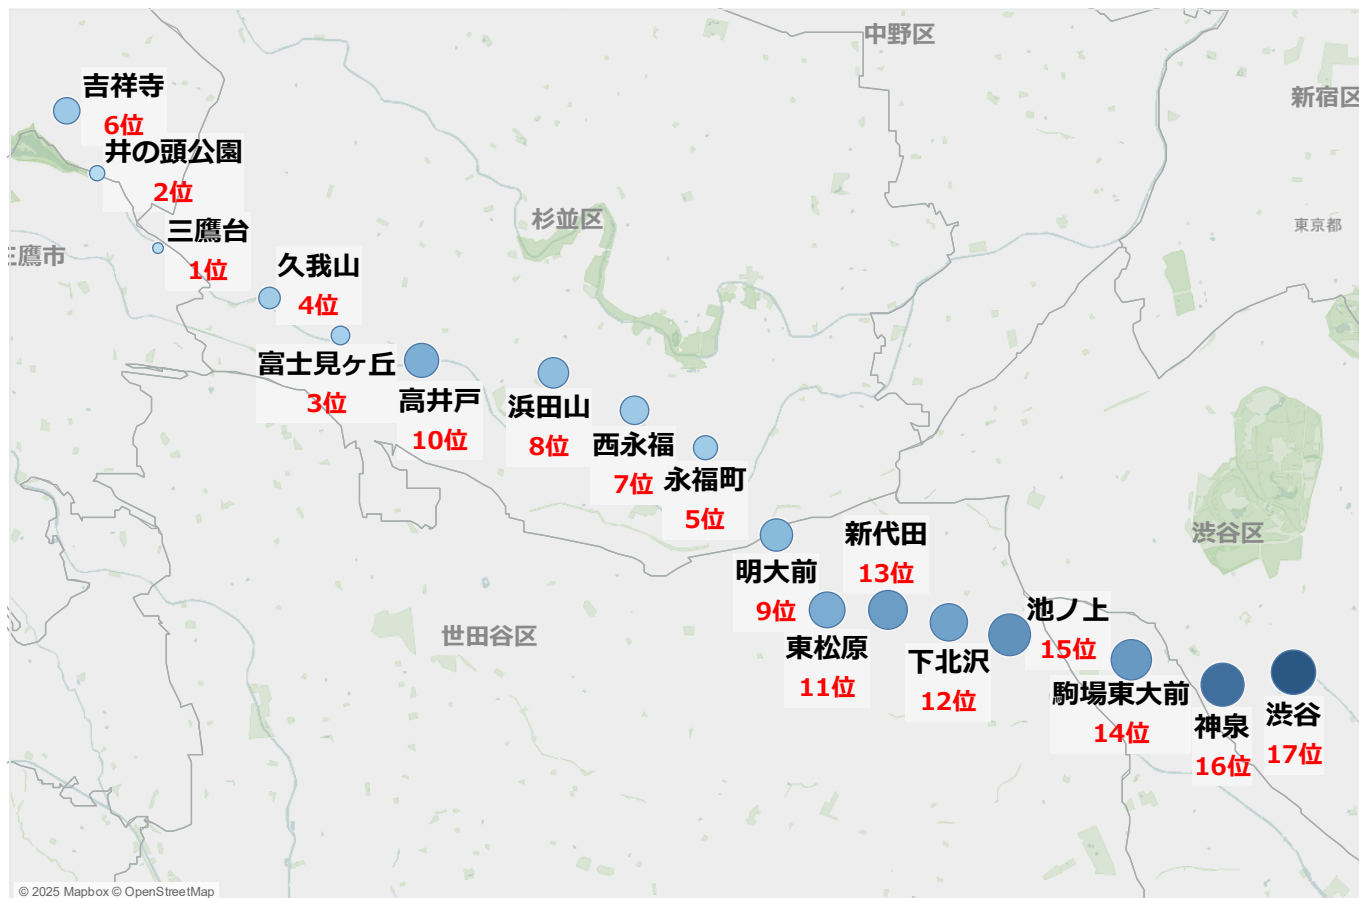 中野区
新宿区
吉祥寺
6位
井の頭公園
2位
杉並区
東京都
三鷹台
1位
三鷹市
久我山
4位
富士見ヶ丘
3位
高井戸
10位
浜田山
8位
西永福
7位
永福町
5位
渋谷区
明大前
9位
新代田
13位
世田谷区
東松原
11位
下北沢
12位
池ノ上
15位
駒場東大前
14位
神泉
16位
渋谷
17位
© 2025 Mapbox © OpenStreetMap